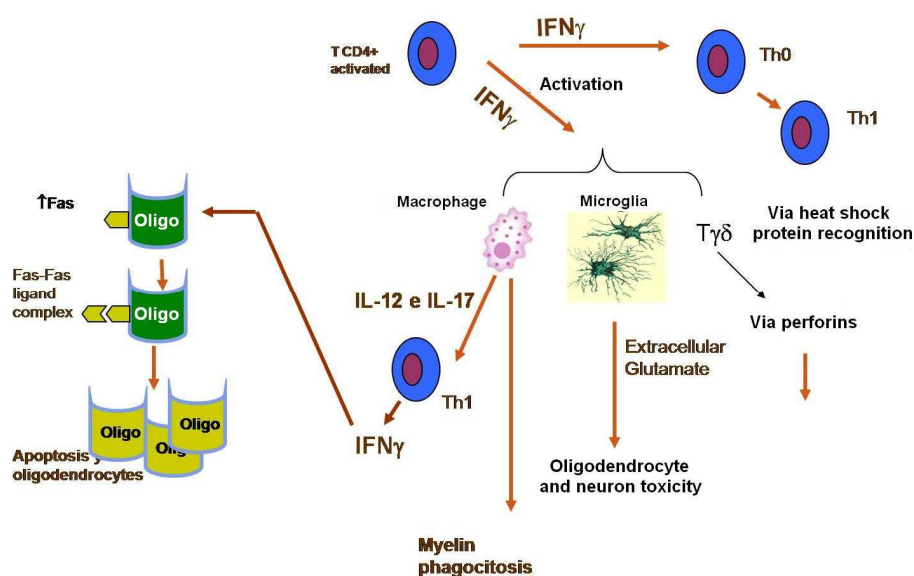 IFNγ
T CD4+
activated
Th0
Activation
IFNγ
Th1
Macrophage
Microglia
Tγδ
Via heat shock
protein recognition
↑Fas
Oligo
Fas-Fas
ligand
complex
Oligo
IL-12 e IL-17
Via perforins
Extracellular
Glutamate
Th1
IFNγ
Oligo
Oligo
Oligo
Apoptosis y
oligodendrocytes
Oligodendrocyte
and neuron toxicity
Myelin
phagocitosis